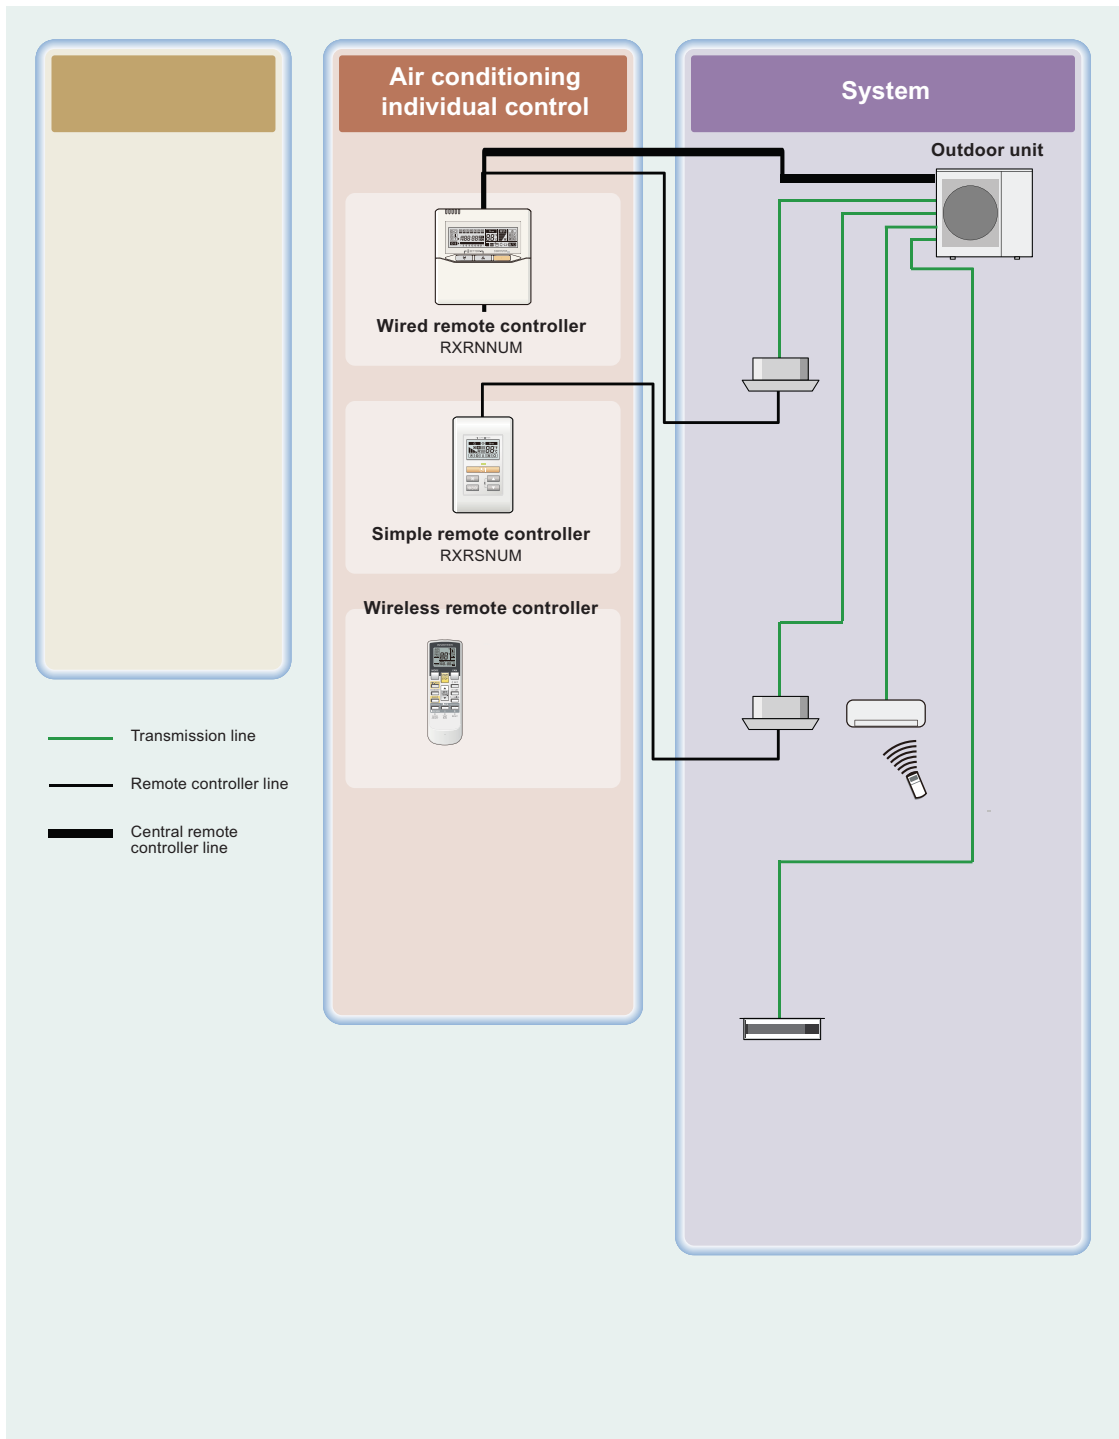 Air conditioning
individual control
System
Outdoor unit
Wired remote controller
RXRNNUM
Simple remote controller
RXRSNUM
Wireless remote controller
Transmission line
Remote controller line
Central remote
controller line